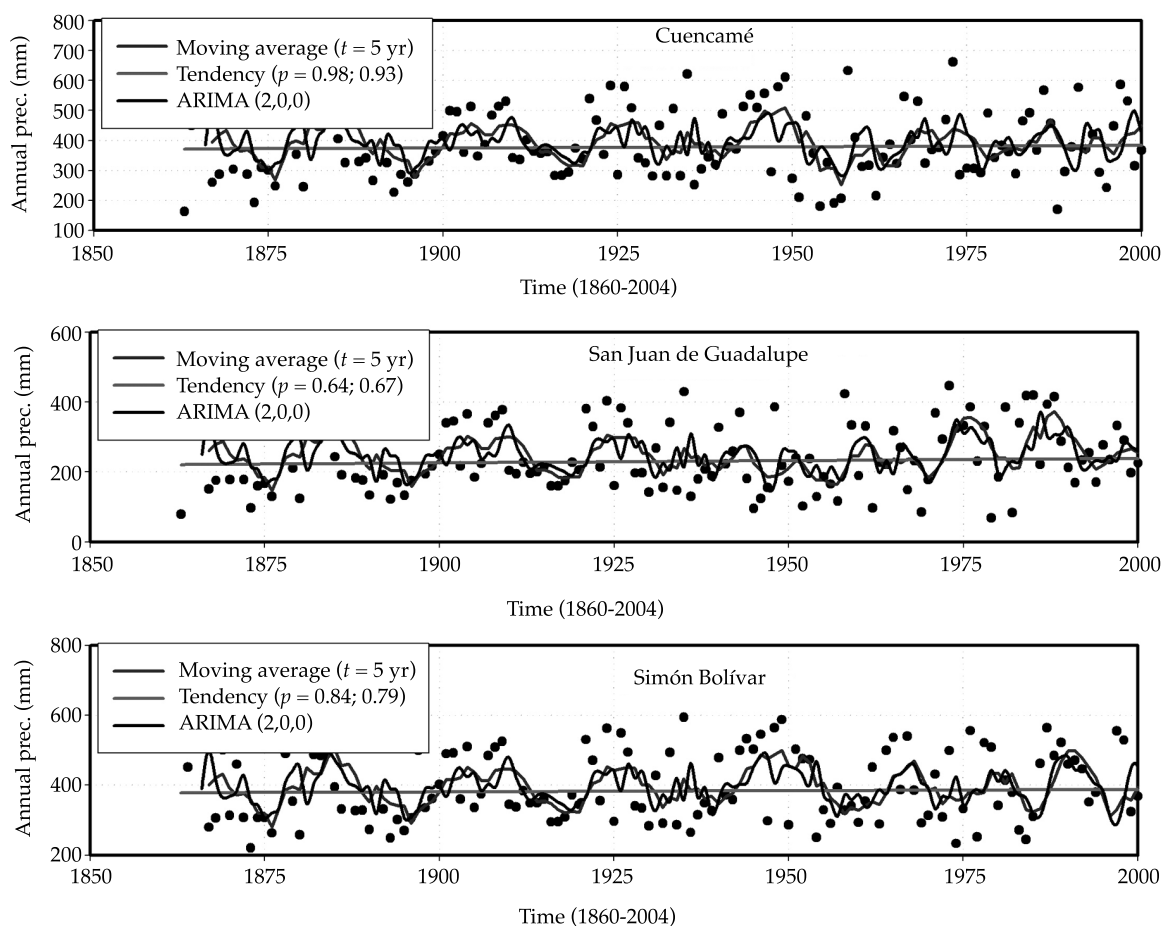 Cuencamé
Moving average (t = 5 yr)
Tendency (p = 0.98; 0.93)
ARIMA (2,0,0)
Annual prec. (mm)
800
700
600
500
400
300
200
100
1850 1875 1900 1925 1950 1975 2000
Time (1860-2004)
San Juan de Guadalupe
Moving average (t = 5 yr)
Tendency (p = 0.64; 0.67)
ARIMA (2,0,0)
Annual prec. (mm)
600
400
200
0
1850 1875 1900 1925 1950 1975 2000
Time (1860-2004)
Simón Bolívar
Moving average (t = 5 yr)
Tendency (p = 0.84; 0.79)
ARIMA (2,0,0)
Annual prec. (mm)
800
600
400
200
1850 1875 1900 1925 1950 1975 2000
Time (1860-2004)